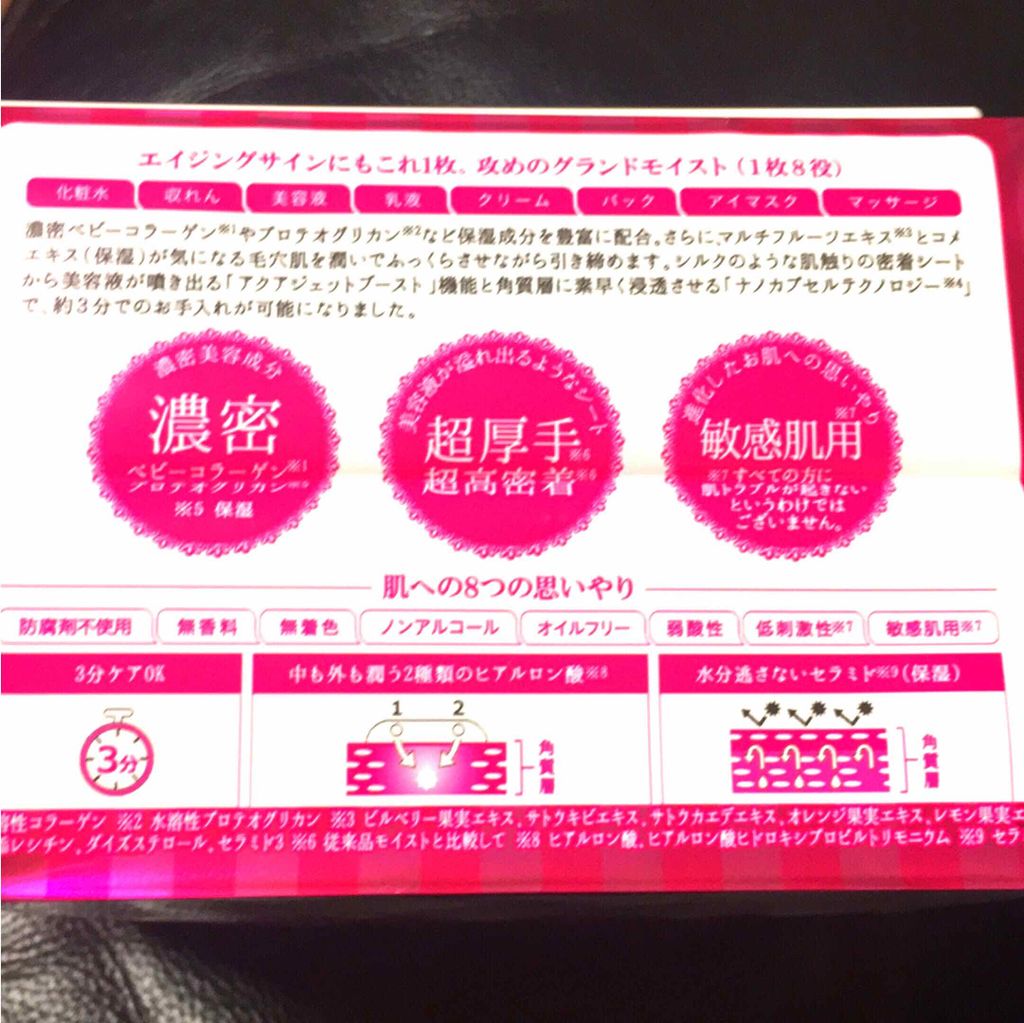 エイジングサインにもこれ1枚。攻めのグランドモイスト(1枚8役)
化粧水 収れん 美容液 乳液 クリーム パック アイマスク マッサージ
濃密ベビーコラーゲン※1やプロテオグリカン※2など保湿成分を豊富に配合。さらに、マルチフルーツエキス※3とコメ
エキス(保湿)が気になる毛穴肌を潤いでふっくらさせながら引き締めます。シルクのような肌触りの密着シート
から美容液が噴き出る「アクアジェットブースト」機能と角質層に素早く浸透させる「ナノカプセルテクノロジー※4」
で、約3分でのお手入れが可能になりました。
濃密美容成分
濃密
ベビーコラーゲン※1
プロテオグリカン
※5 保湿
美容液が溢れ出るようなシート
超厚手※6
超高密着※6
進化したお肌への思いやり
敏感肌用※7
※7 すべての方に
肌トラブルが起きない
というわけでは
ございません。
肌への8つの思いやり
防腐剤不使用 無香料 無着色 ノンアルコール オイルフリー 弱酸性 低刺激性※7 敏感肌用※7
3分ケアOK
3分
中も外も潤う2種類のヒアルロン酸※8
1 2
角質層
水分逃さないセラミド※9(保湿)
角質層
溶性コラーゲン ※2 水溶性プロテオグリカン ※3 ビルベリー果実エキス、サトウキビエキス、サトウカエデエキス、オレンジ果実エキス、レモン果実エ
レシチン、ダイズステロール、セラミド3 ※6 従来品モイストと比較して ※8 ヒアルロン酸、ヒアルロン酸ヒドロキシプロピルトリモニウム ※9 セラ